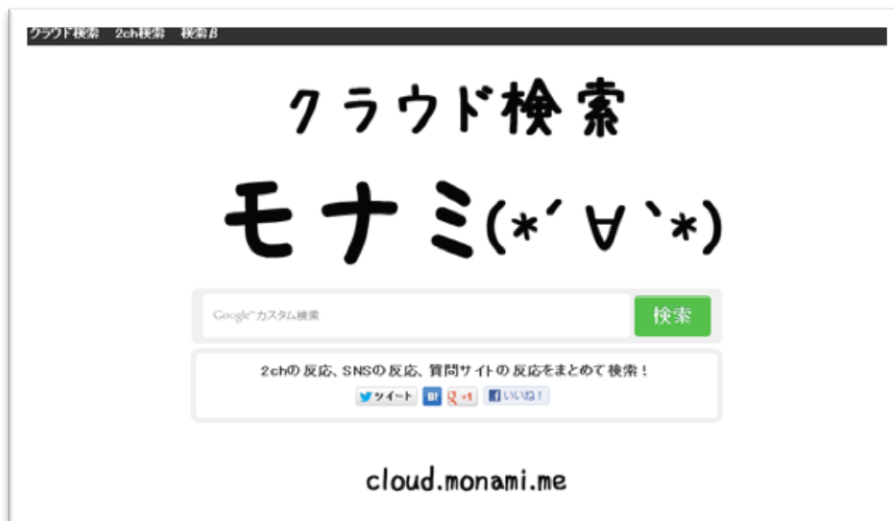 クラウド検索 2ch検索 検索β
クラウド検索
モナミ(*´∀`*)
Google™カスタム検索
検索
2chの反応、SNSの反応、質問サイトの反応をまとめて検索！
ツイート B! g +1 いいね！
cloud.monami.me